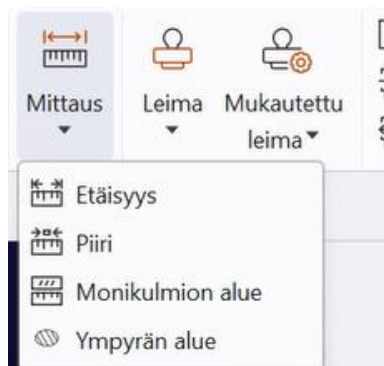 Mittaus
Leima
Mukautettu
leima
Etäisyys
Piiri
Monikulmion alue
Ympyrän alue